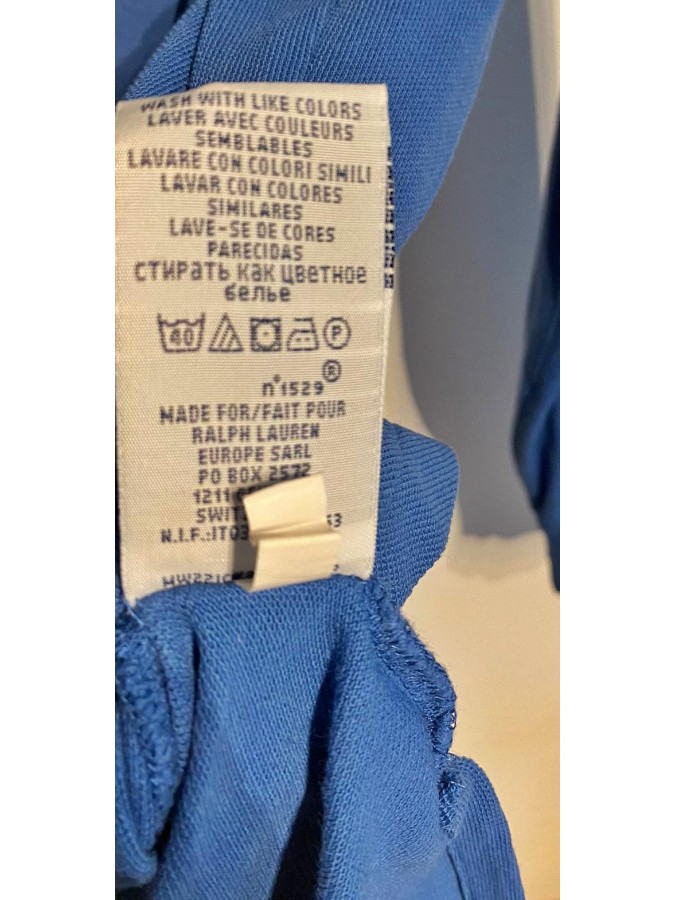 WASH WITH LIKE COLORS
LAVER AVEC COULEURS
SEMBLABLES
LAVARE CON COLORI SIMILI
LAVAR CON COLORES
SIMILARES
LAVE-SE DE CORES
PARECIDAS
СТИРАТЬ КАК ЦВЕТНОЕ
БЕЛЬЕ
40 P
®
n°1529
MADE FOR/FAIT POUR
RALPH LAUREN
EUROPE SARL
PO BOX 2572
1211
N.I.F.:IT03